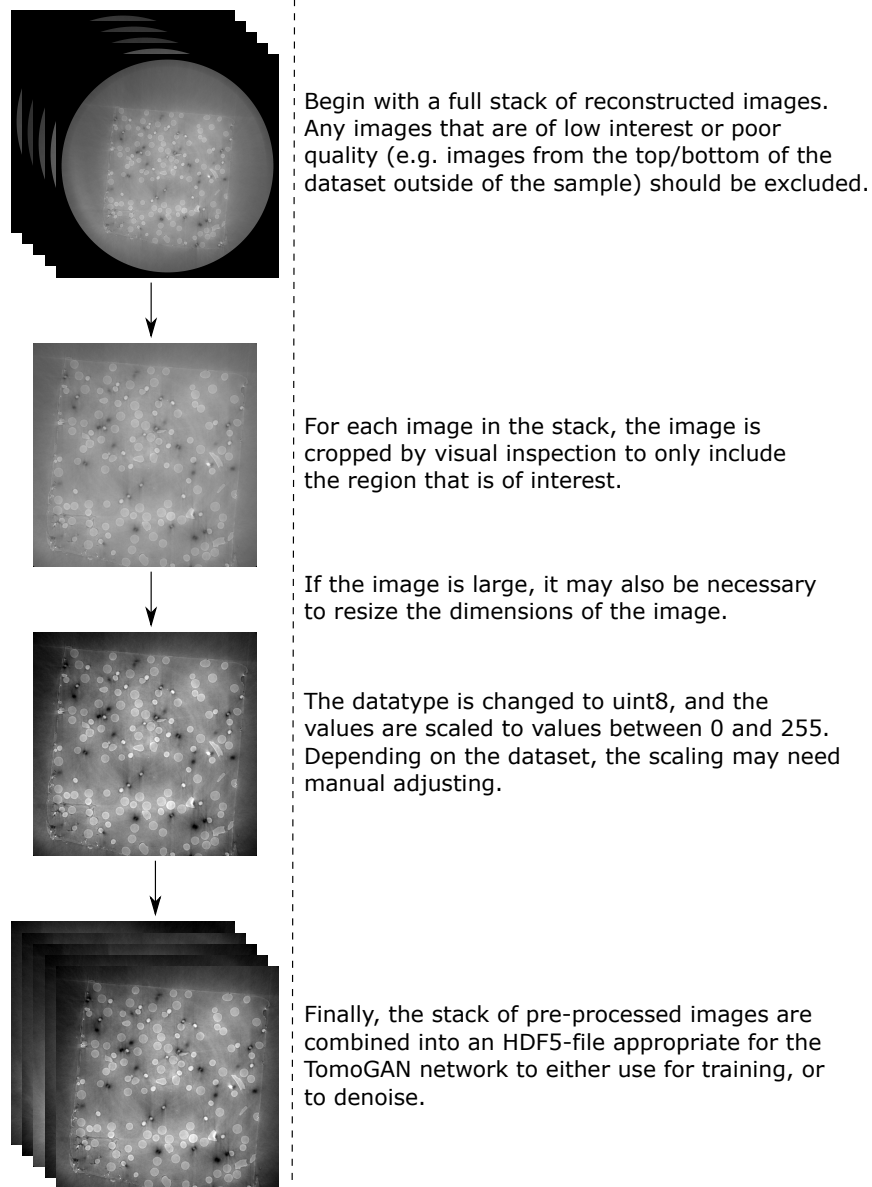 Begin with a full stack of reconstructed images.
Any images that are of low interest or poor
quality (e.g. images from the top/bottom of the
dataset outside of the sample) should be excluded.
For each image in the stack, the image is
cropped by visual inspection to only include
the region that is of interest.
If the image is large, it may also be necessary
to resize the dimensions of the image.
The datatype is changed to uint8, and the
values are scaled to values between 0 and 255.
Depending on the dataset, the scaling may need
manual adjusting.
Finally, the stack of pre-processed images are
combined into an HDF5-file appropriate for the
TomoGAN network to either use for training, or
to denoise.